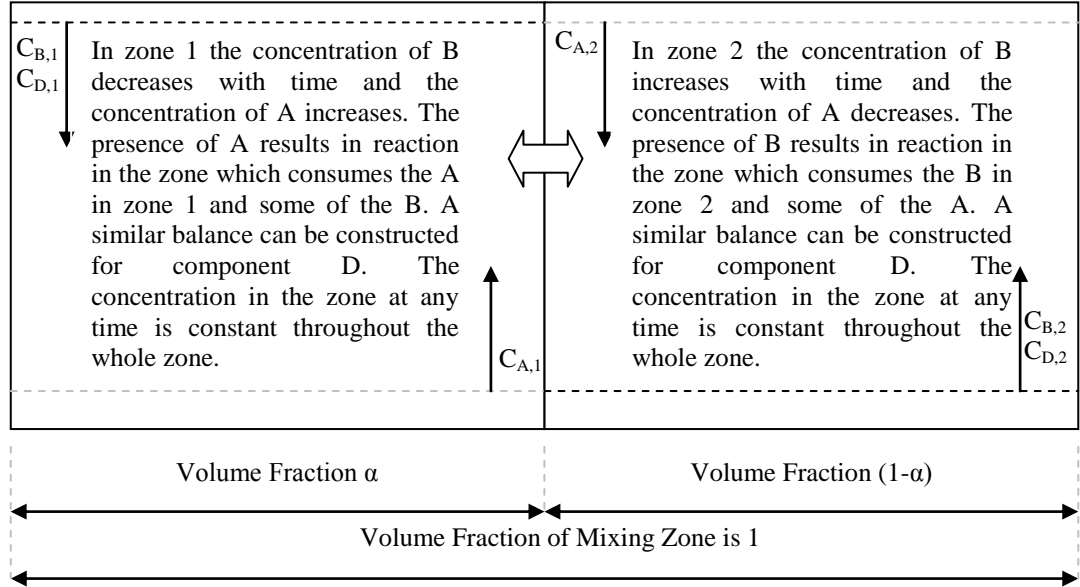 C_B,1
C_D,1
In zone 1 the concentration of B
decreases with time and the
concentration of A increases. The
presence of A results in reaction
in the zone which consumes the A
in zone 1 and some of the B. A
similar balance can be constructed
for component D. The
concentration in the zone at any
time is constant throughout the
whole zone.
C_A,1
C_A,2
In zone 2 the concentration of B
increases with time and the
concentration of A decreases. The
presence of B results in reaction in
the zone which consumes the B in
zone 2 and some of the A. A
similar balance can be constructed
for component D. The
concentration in the zone at any
time is constant throughout the
whole zone.
C_B,2
C_D,2
Volume Fraction α
Volume Fraction (1-α)
Volume Fraction of Mixing Zone is 1